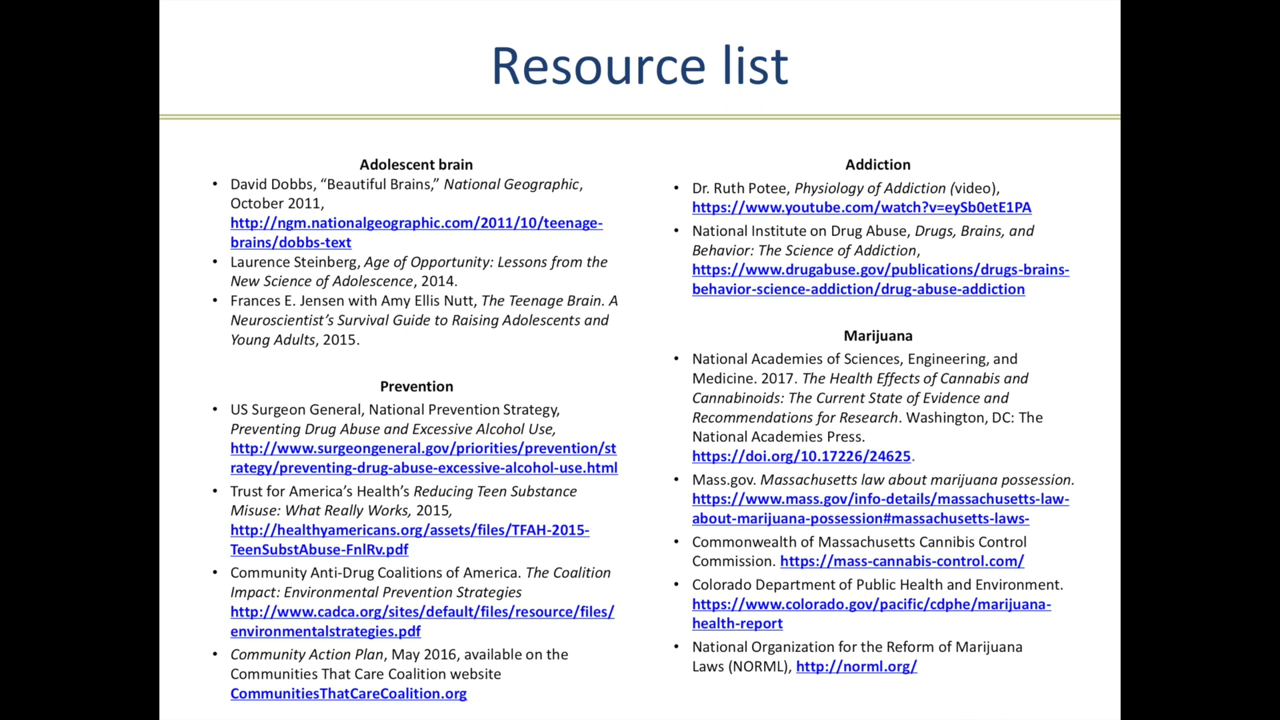 Resource list
Adolescent brain
• David Dobbs, “Beautiful Brains,” National Geographic,
October 2011,
http://ngm.nationalgeographic.com/2011/10/teenage-
brains/dobbs-text
• Laurence Steinberg, Age of Opportunity: Lessons from the
New Science of Adolescence, 2014.
• Frances E. Jensen with Amy Ellis Nutt, The Teenage Brain. A
Neuroscientist’s Survival Guide to Raising Adolescents and
Young Adults, 2015.
Prevention
• US Surgeon General, National Prevention Strategy,
Preventing Drug Abuse and Excessive Alcohol Use,
http://www.surgeongeneral.gov/priorities/prevention/st
rategy/preventing-drug-abuse-excessive-alcohol-use.html
• Trust for America’s Health’s Reducing Teen Substance
Misuse: What Really Works, 2015,
http://healthyamericans.org/assets/files/TFAH-2015-
TeenSubstAbuse-FnlRv.pdf
• Community Anti-Drug Coalitions of America. The Coalition
Impact: Environmental Prevention Strategies
http://www.cadca.org/sites/default/files/resource/files/
environmentalstrategies.pdf
• Community Action Plan, May 2016, available on the
Communities That Care Coalition website
CommunitiesThatCareCoalition.org
Addiction
• Dr. Ruth Potee, Physiology of Addiction (video),
https://www.youtube.com/watch?v=eySb0etE1PA
• National Institute on Drug Abuse, Drugs, Brains, and
Behavior: The Science of Addiction,
https://www.drugabuse.gov/publications/drugs-brains-
behavior-science-addiction/drug-abuse-addiction
Marijuana
• National Academies of Sciences, Engineering, and
Medicine. 2017. The Health Effects of Cannabis and
Cannabinoids: The Current State of Evidence and
Recommendations for Research. Washington, DC: The
National Academies Press.
https://doi.org/10.17226/24625.
• Mass.gov. Massachusetts law about marijuana possession.
https://www.mass.gov/info-details/massachusetts-law-
about-marijuana-possession#massachusetts-laws-
• Commonwealth of Massachusetts Cannibis Control
Commission. https://mass-cannabis-control.com/
• Colorado Department of Public Health and Environment.
https://www.colorado.gov/pacific/cdphe/marijuana-
health-report
• National Organization for the Reform of Marijuana
Laws (NORML), http://norml.org/